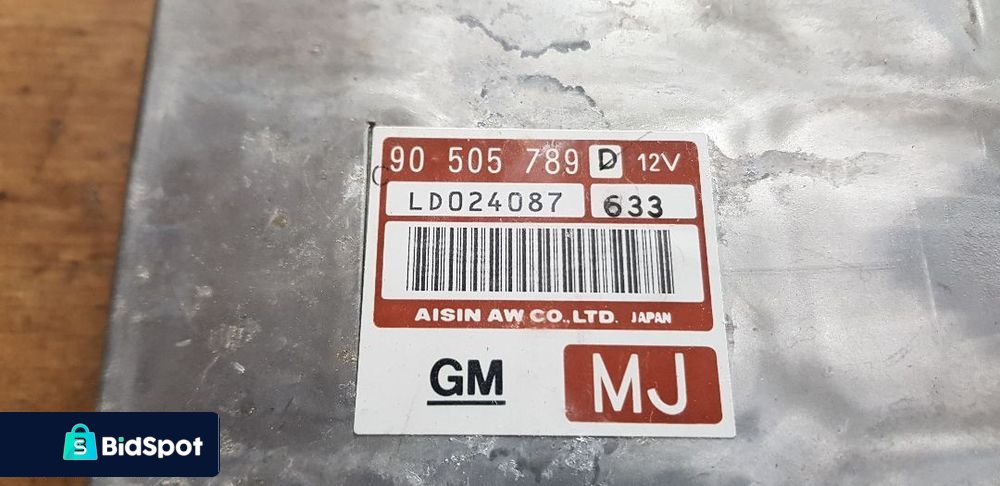 90 505 789 D 12V
LD024087 633
AISIN AW CO.,LTD. JAPAN
GM MJ
BidSpot